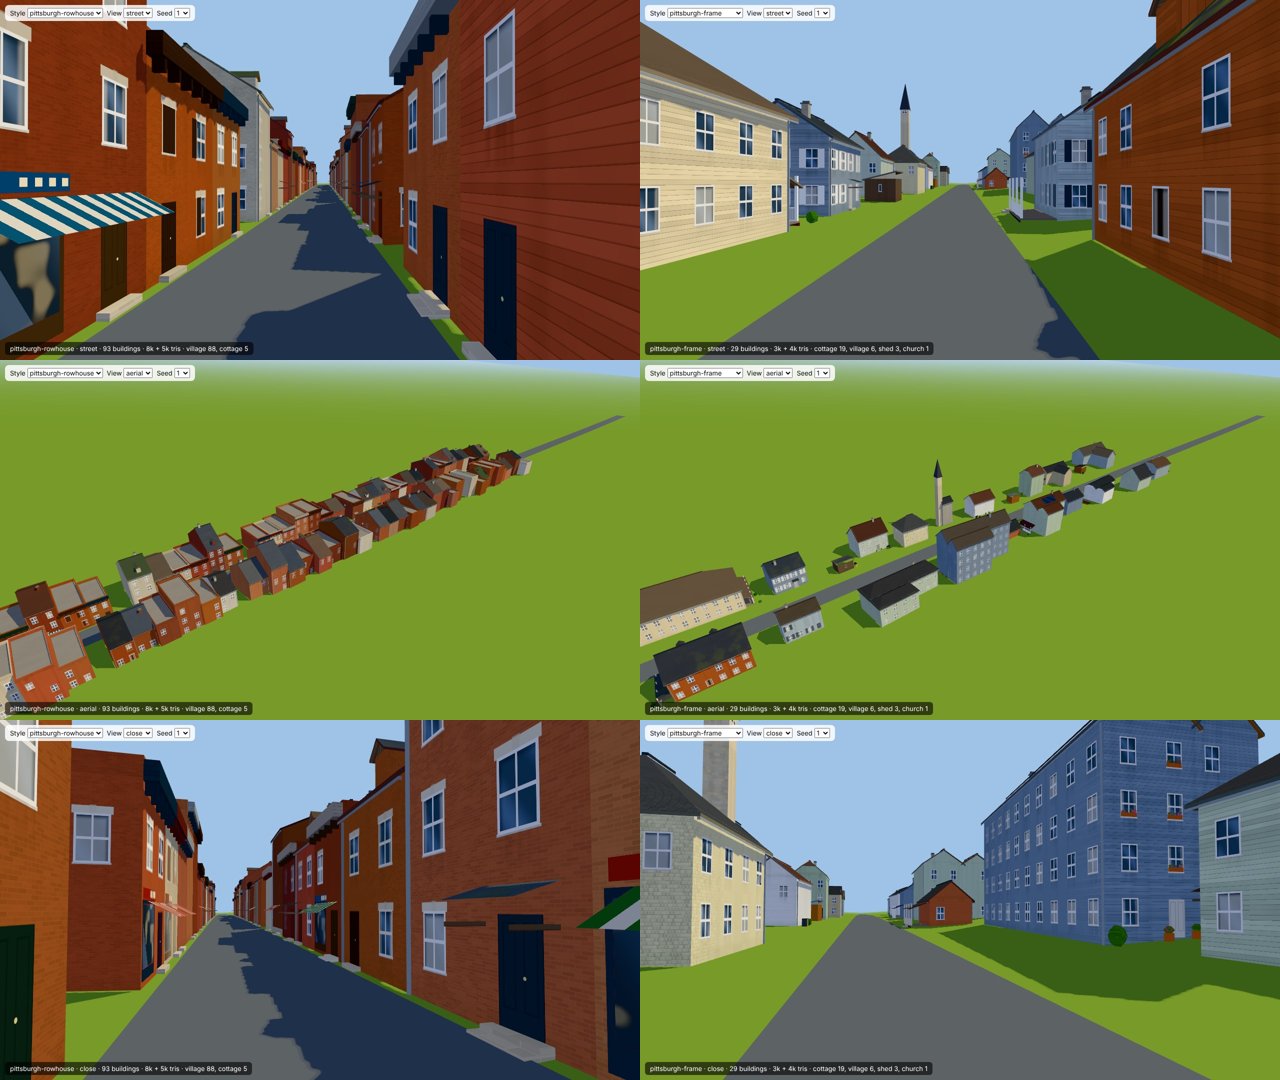 Style pittsburgh-rowhouse View street Seed 1
Style pittsburgh-frame View street Seed 1
pittsburgh-rowhouse · street · 93 buildings · 8k + 5k tris · village 88, cottage 5
pittsburgh-frame · street · 29 buildings · 3k + 4k tris · cottage 19, village 6, shed 3, church 1
Style pittsburgh-rowhouse View aerial Seed 1
Style pittsburgh-frame View aerial Seed 1
pittsburgh-rowhouse · aerial · 93 buildings · 8k + 5k tris · village 88, cottage 5
pittsburgh-frame · aerial · 29 buildings · 3k + 4k tris · cottage 19, village 6, shed 3, church 1
Style pittsburgh-rowhouse View close Seed 1
Style pittsburgh-frame View close Seed 1
pittsburgh-rowhouse · close · 93 buildings · 8k + 5k tris · village 88, cottage 5
pittsburgh-frame · close · 29 buildings · 3k + 4k tris · cottage 19, village 6, shed 3, church 1